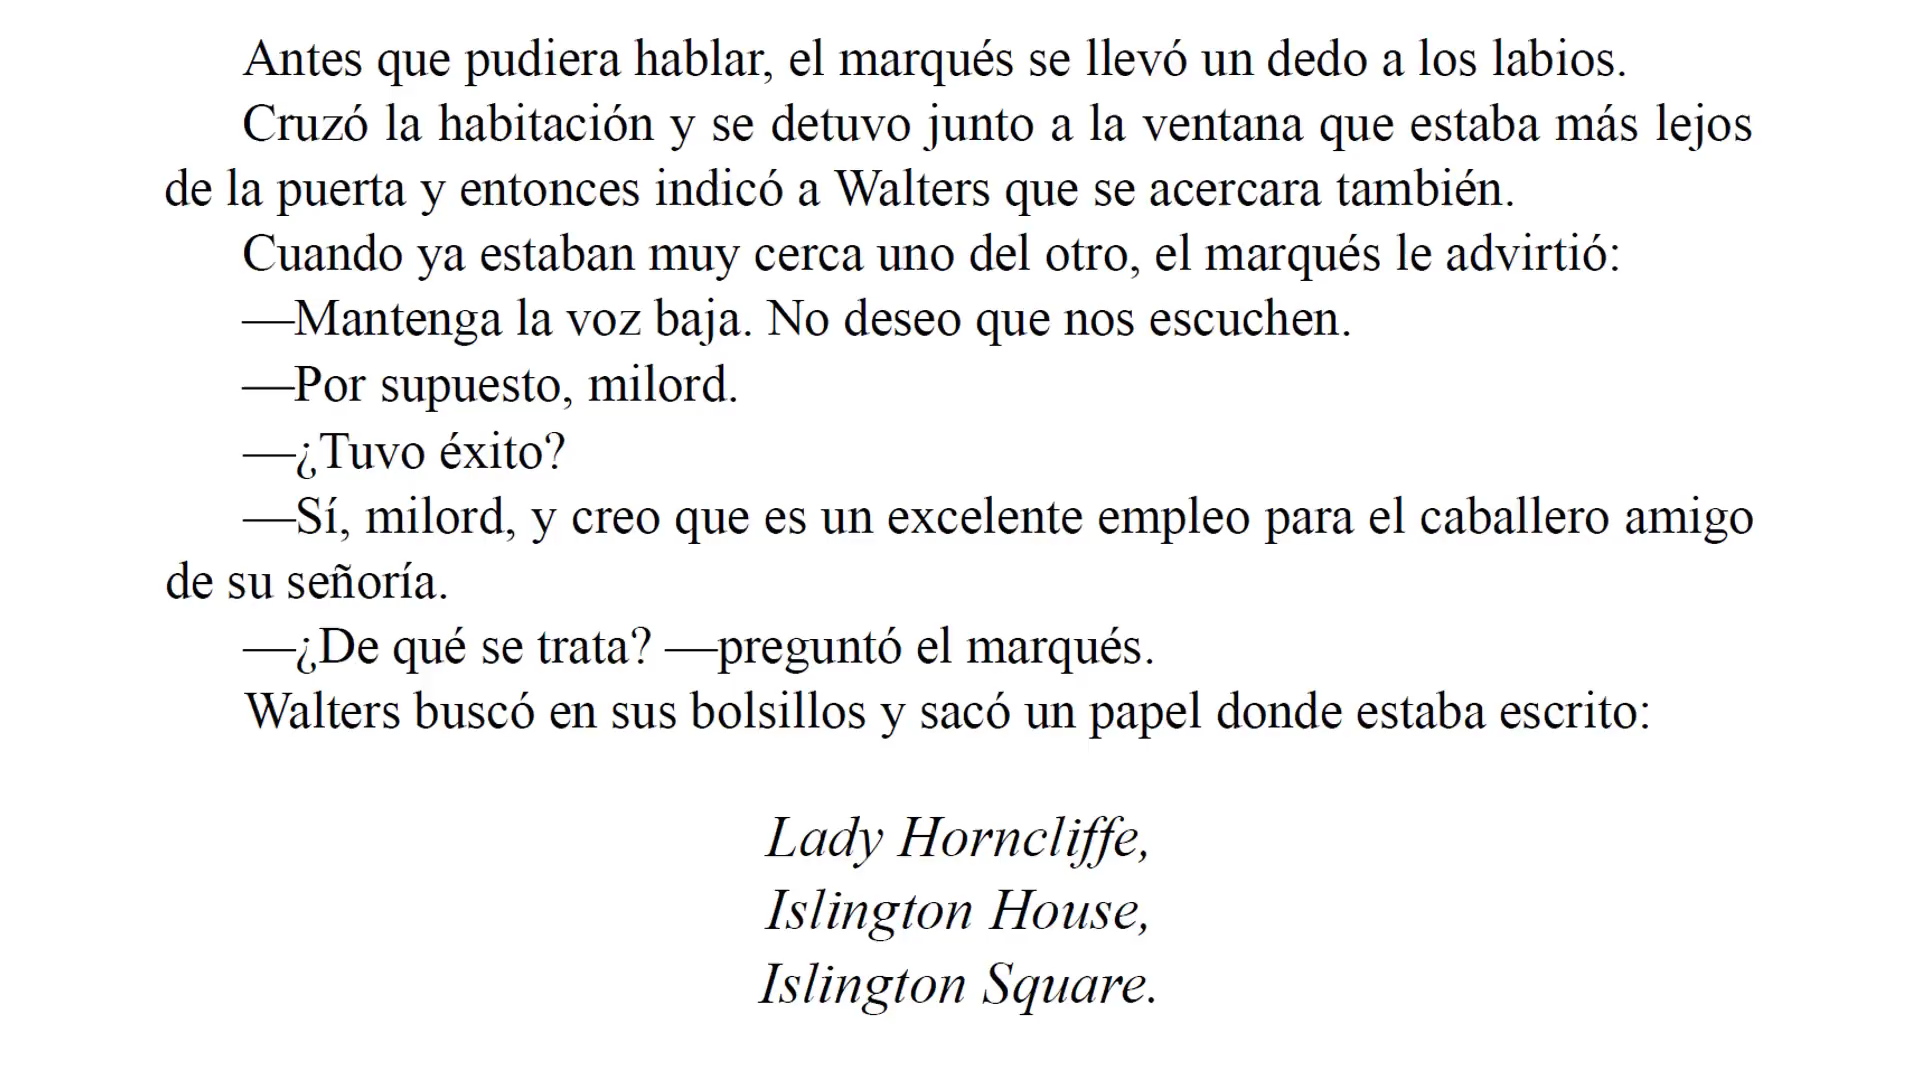 Antes que pudiera hablar, el marqués se llevó un dedo a los labios.
Cruzó la habitación y se detuvo junto a la ventana que estaba más lejos
de la puerta y entonces indicó a Walters que se acercara también.
Cuando ya estaban muy cerca uno del otro, el marqués le advirtió:
—Mantenga la voz baja. No deseo que nos escuchen.
—Por supuesto, milord.
—¿Tuvo éxito?
—Sí, milord, y creo que es un excelente empleo para el caballero amigo
de su señoría.
—¿De qué se trata? —preguntó el marqués.
Walters buscó en sus bolsillos y sacó un papel donde estaba escrito:
Lady Horncliffe,
Islington House,
Islington Square.